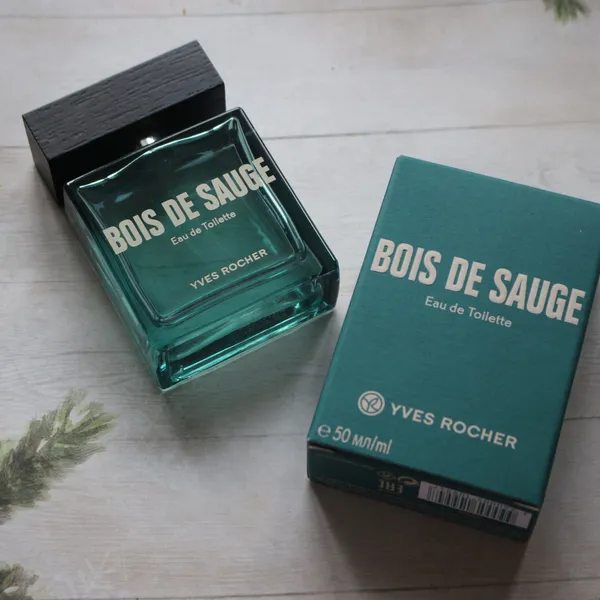 BOIS DE SAUGE
Eau de Toilette
YVES ROCHER
BOIS DE SAUGE
Eau de Toilette
YVES ROCHER
℮ 50 мл/ml